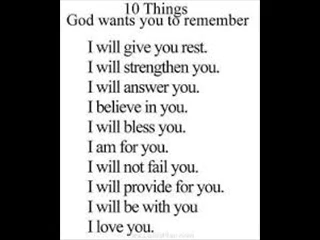 10 Things
God wants you to remember
I will give you rest.
I will strengthen you.
I will answer you.
I believe in you.
I will bless you.
I am for you.
I will not fail you.
I will provide for you.
I will be with you
I love you.